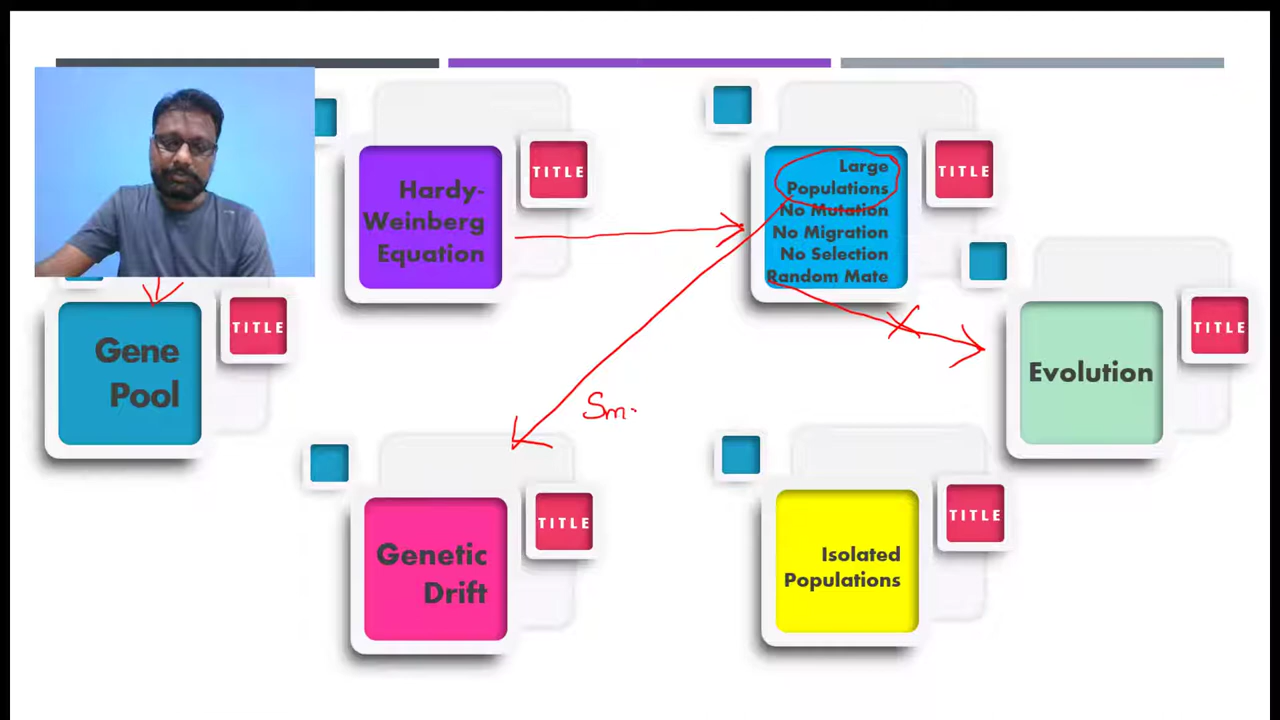 Hardy-
Weinberg
Equation
TITLE
Large
Populations
No Mutation
No Migration
No Selection
Random Mate
TITLE
Gene
Pool
TITLE
Evolution
TITLE
Sm
Genetic
Drift
TITLE
Isolated
Populations
TITLE